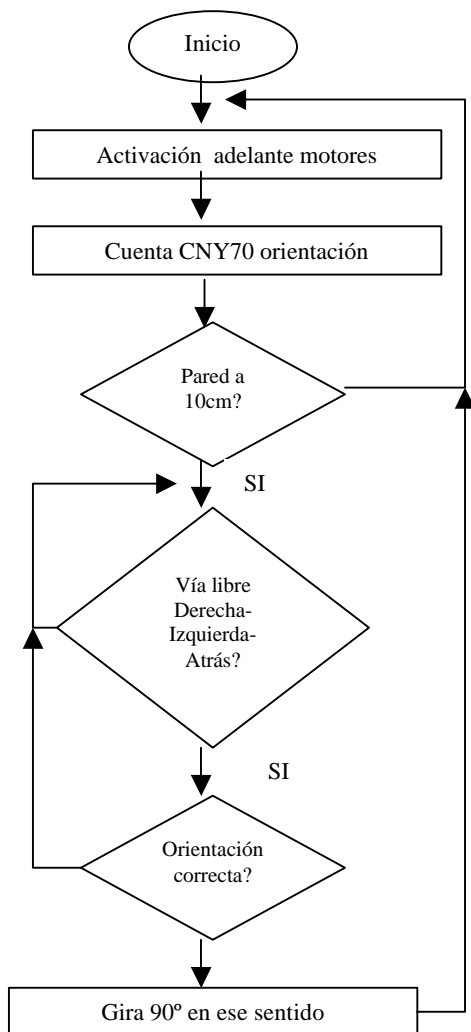 Inicio
Activación adelante motores
Cuenta CNY70 orientación
Pared a
10cm?
SI
Vía libre
Derecha-
Izquierda-
Atrás?
SI
Orientación
correcta?
Gira 90º en ese sentido